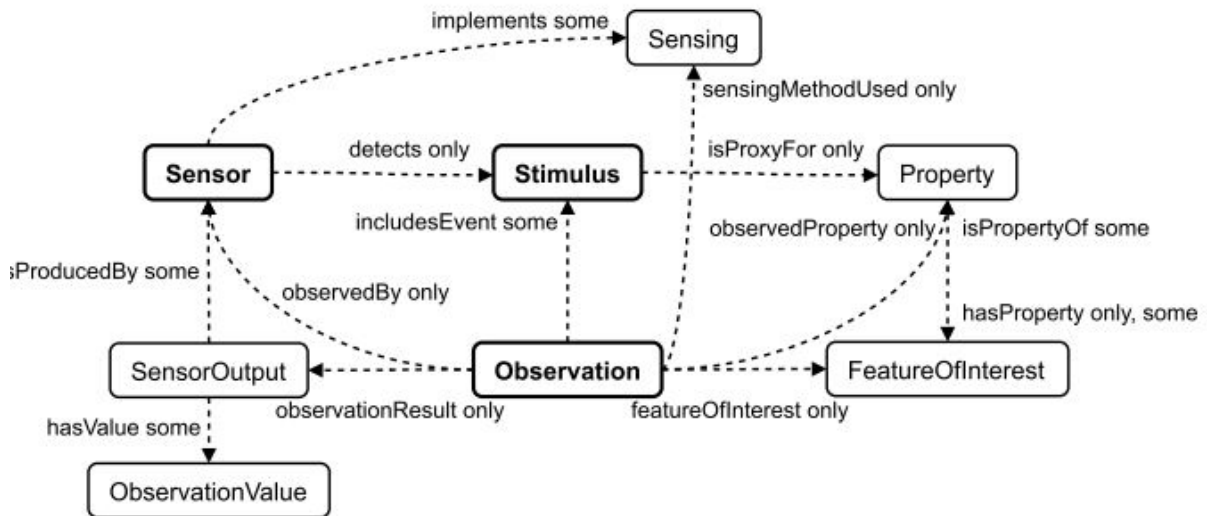 implements some
Sensing
sensingMethodUsed only
detects only
isProxyFor only
Sensor
Stimulus
Property
includesEvent some
observedProperty only
isPropertyOf some
sProducedBy some
observedBy only
hasProperty only, some
SensorOutput
Observation
FeatureOfInterest
observationResult only
featureOfInterest only
hasValue some
ObservationValue